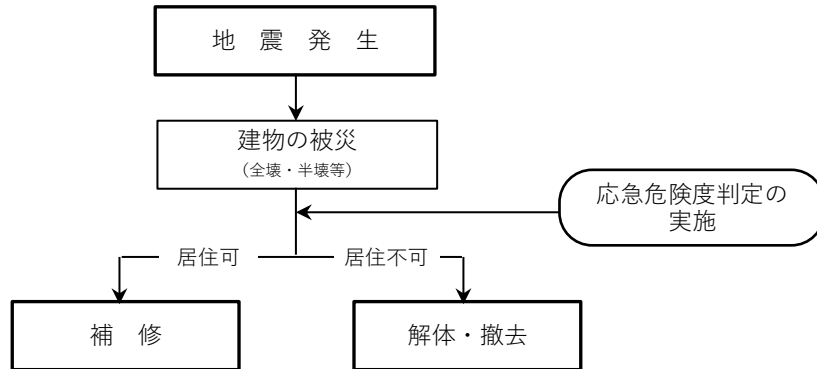 地　震　発　生
建物の被災
（全壊・半壊等）
応急危険度判定の
実施
居住可
居住不可
補　修
解体・撤去